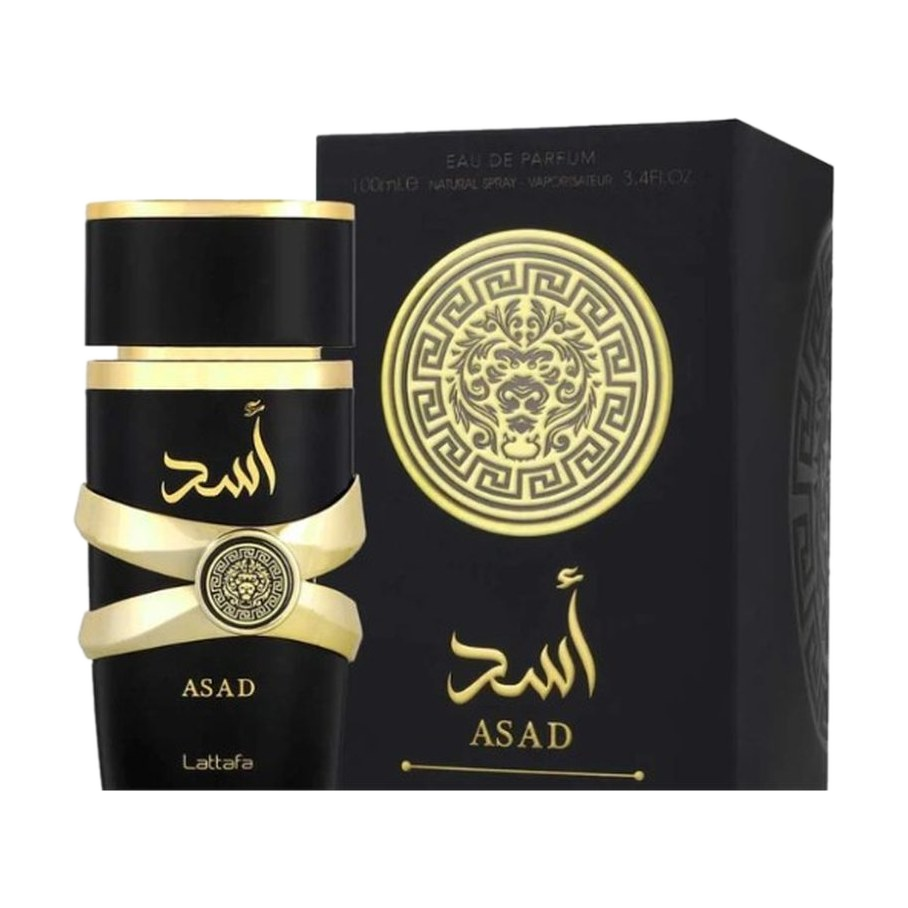 EAU DE PARFUM
100ml.e NATURAL SPRAY - VAPORISATEUR 3.4FL.OZ
أسد
ASAD
Lattafa
أسد
ASAD